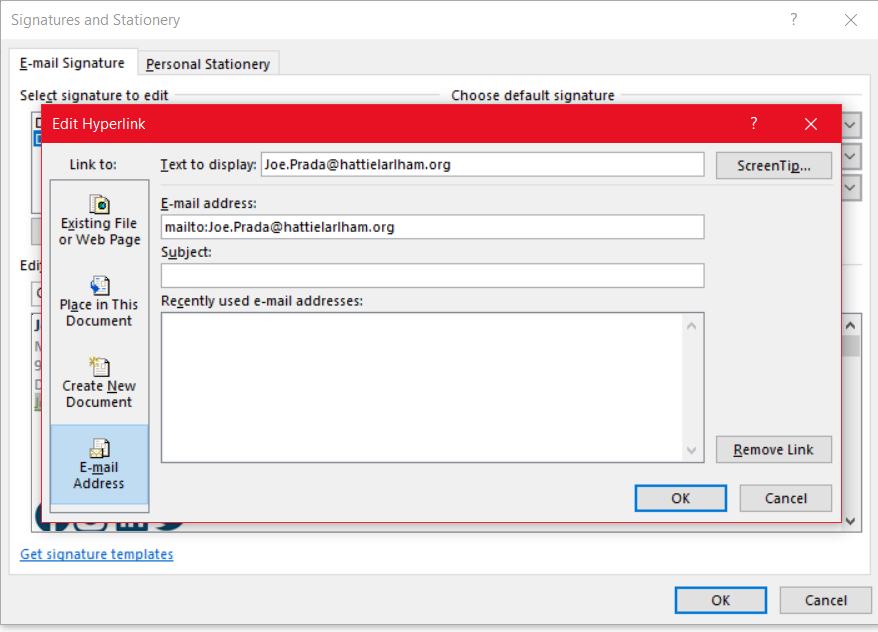 Signatures and Stationery
E-mail Signature
Personal Stationery
Select signature to edit
Choose default signature
Edit Hyperlink
Link to:
Text to display:
Joe.Prada@hattielarlham.org
ScreenTip...
Existing File
or Web Page
Place in This
Document
Create New
Document
E-mail
Address
E-mail address:
mailto:Joe.Prada@hattielarlham.org
Subject:
Recently used e-mail addresses:
Remove Link
OK
Cancel
Get signature templates
OK
Cancel